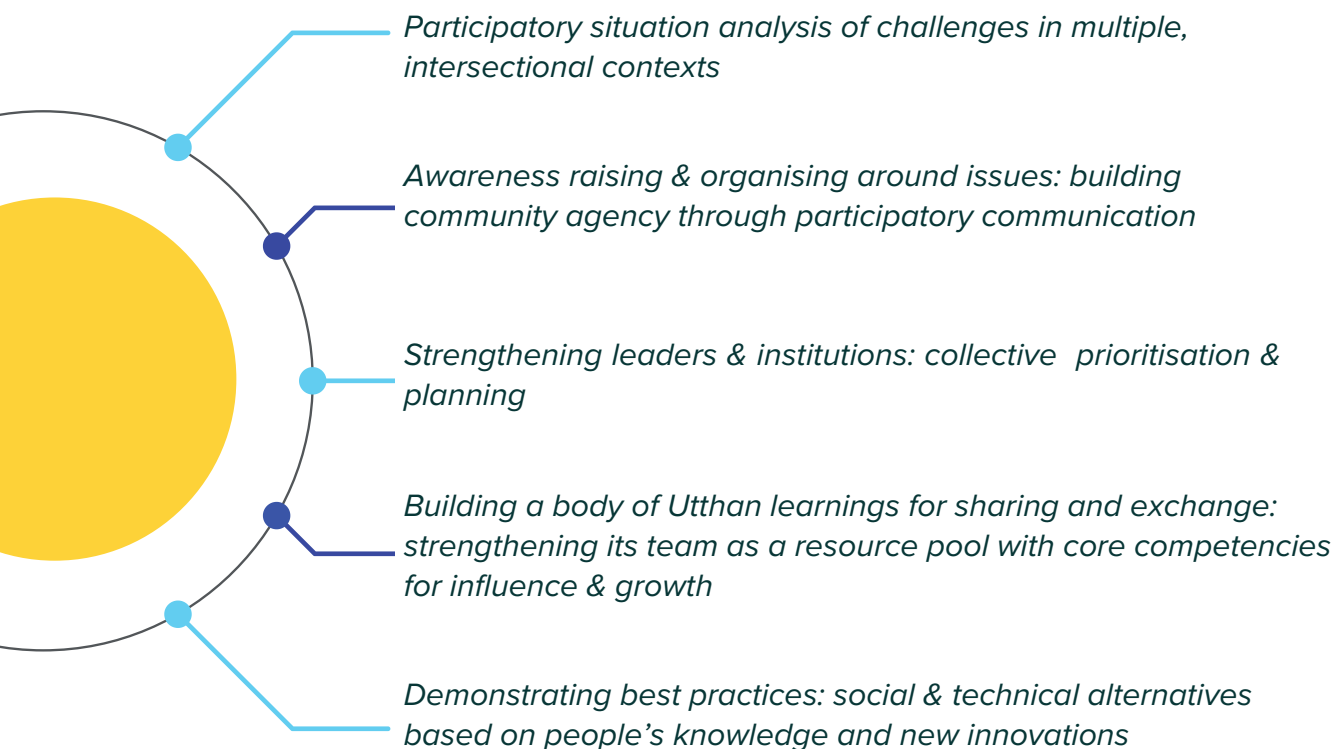 Participatory situation analysis of challenges in multiple,
intersectional contexts
Awareness raising & organising around issues: building
community agency through participatory communication
Strengthening leaders & institutions: collective  prioritisation &
planning
Building a body of Utthan learnings for sharing and exchange:
strengthening its team as a resource pool with core competencies
for influence & growth
Demonstrating best practices: social & technical alternatives
based on people’s knowledge and new innovations